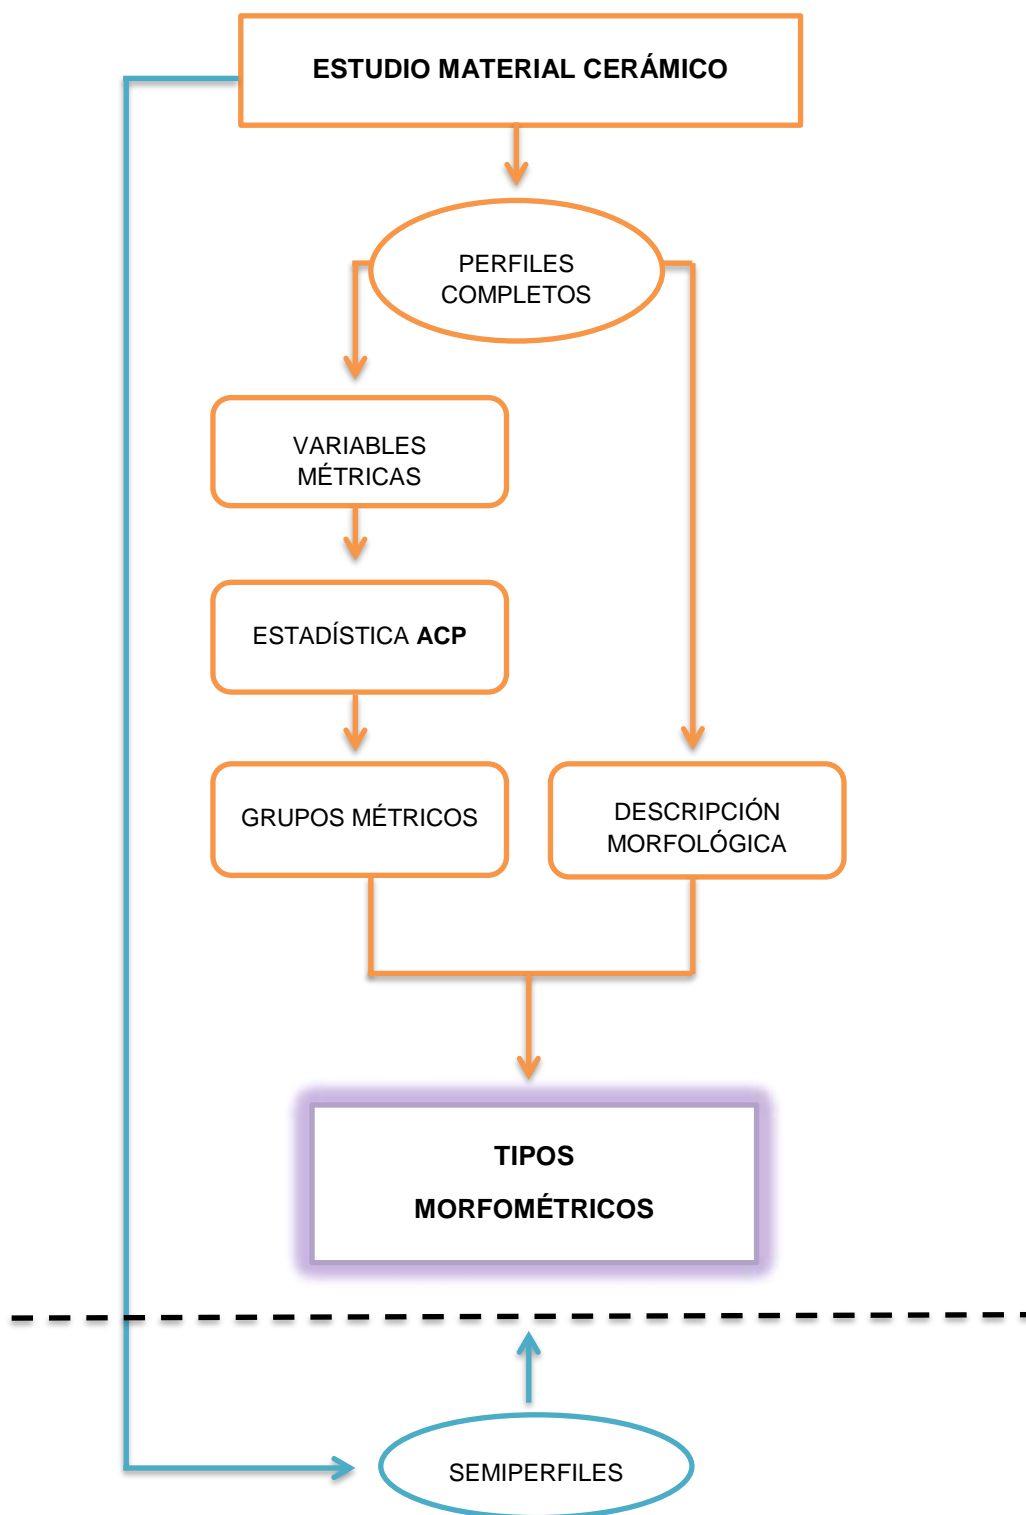 ESTUDIO MATERIAL CERÁMICO
PERFILES
COMPLETOS
VARIABLES
MÉTRICAS
ESTADÍSTICA ACP
GRUPOS MÉTRICOS
DESCRIPCIÓN
MORFOLÓGICA
TIPOS
MORFOMÉTRICOS
SEMIPERFILES